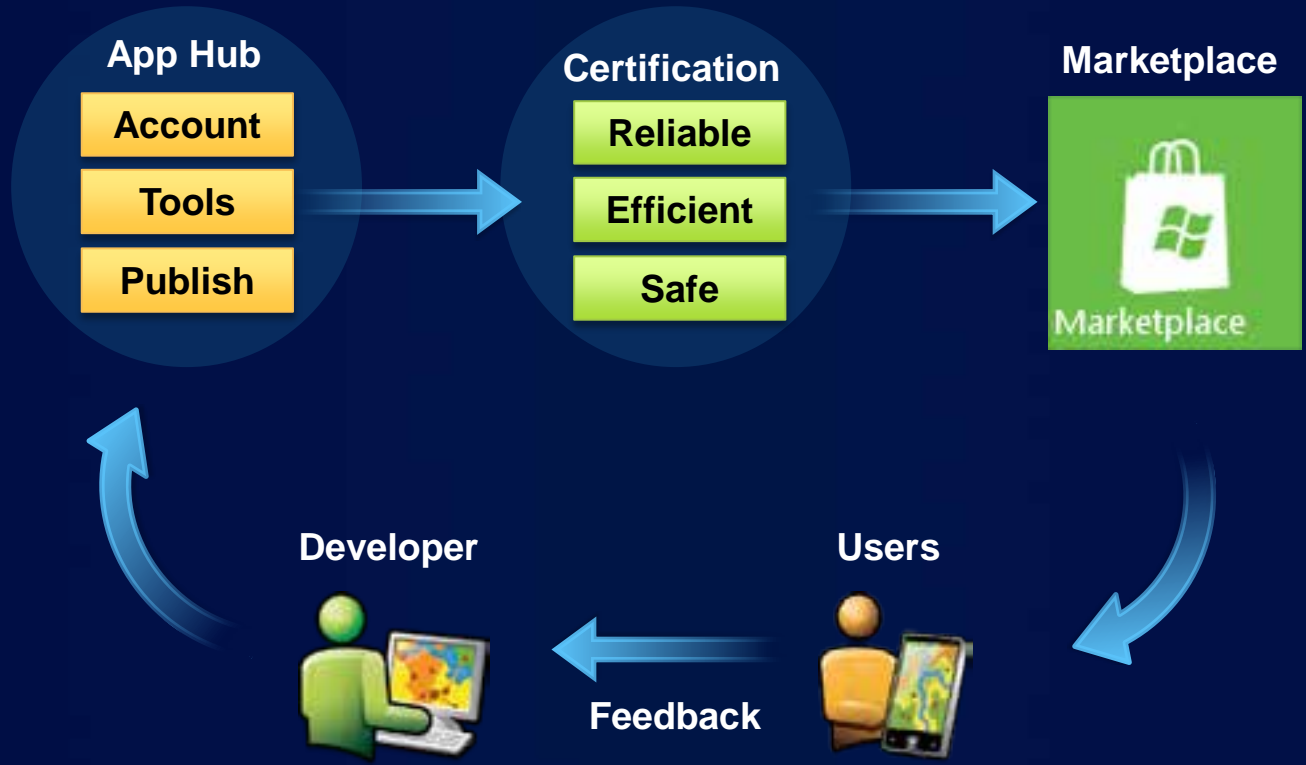 App Hub
Account
Tools
Publish
Certification
Reliable
Efficient
Safe
Marketplace
Marketplace
Developer
Users
Feedback